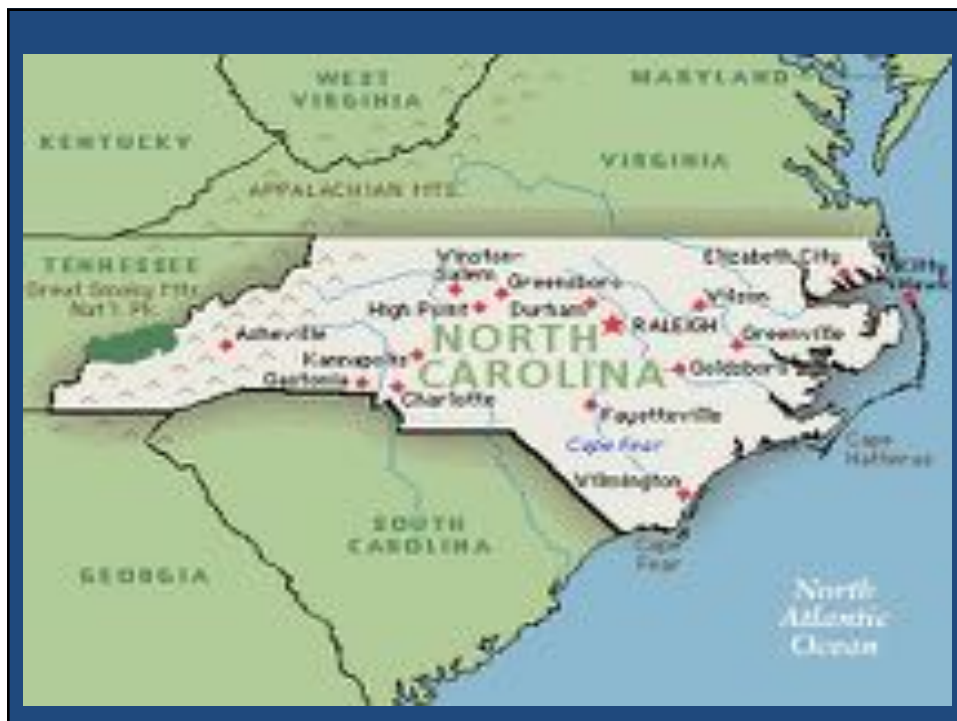 WEST
VIRGINIA
MARYLAND
KENTUCKY
VIRGINIA
APPALACHIAN MTS.
TENNESSEE
Great Smoky Mts.
Nat'l. Pk.
Winston-
Salem
Greensboro
Elizabeth City
Kitty
Hawk
High Point
Durham
Wilson
RALEIGH
Asheville
NORTH
CAROLINA
Greenville
Kannapolis
Gastonia
Goldsboro
Charlotte
Fayetteville
Cape Fear
Cape
Hatteras
Wilmington
SOUTH
CAROLINA
Cape
Fear
GEORGIA
North
Atlantic
Ocean